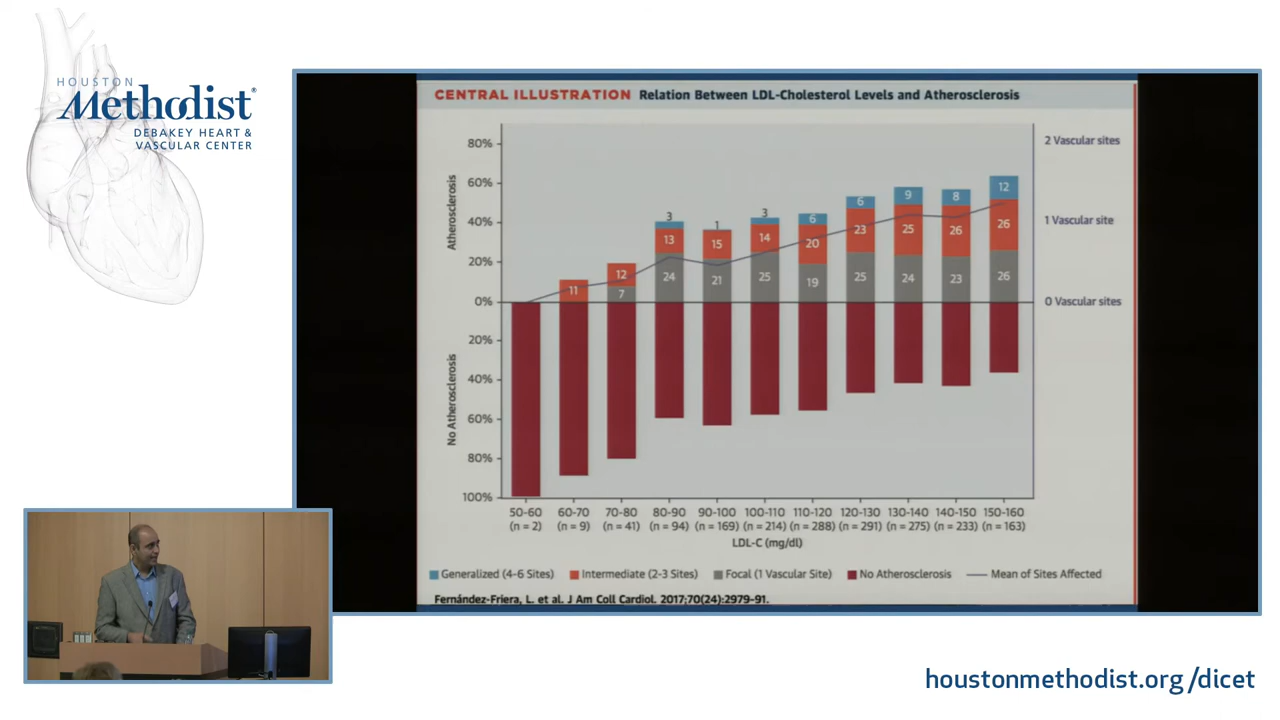 HOUSTON
Methodist®
DEBAKEY HEART &
VASCULAR CENTER
CENTRAL ILLUSTRATION Relation Between LDL-Cholesterol Levels and Atherosclerosis
80%
60%
40%
20%
0%
20%
40%
60%
80%
100%
Atherosclerosis
No Atherosclerosis
2 Vascular sites
1 Vascular site
0 Vascular sites
11
12
7
3
13
24
1
15
21
3
14
25
6
20
19
6
23
25
9
25
24
8
26
23
12
26
26
50-60 60-70 70-80 80-90 90-100 100-110 110-120 120-130 130-140 140-150 150-160
(n = 2) (n = 9) (n = 41) (n = 94) (n = 169) (n = 214) (n = 288) (n = 291) (n = 275) (n = 233) (n = 163)
LDL-C (mg/dl)
Generalized (4-6 Sites) Intermediate (2-3 Sites) Focal (1 Vascular Site) No Atherosclerosis Mean of Sites Affected
Fernández-Friera, L. et al. J Am Coll Cardiol. 2017;70(24):2979-91.
houstonmethodist.org/dicet